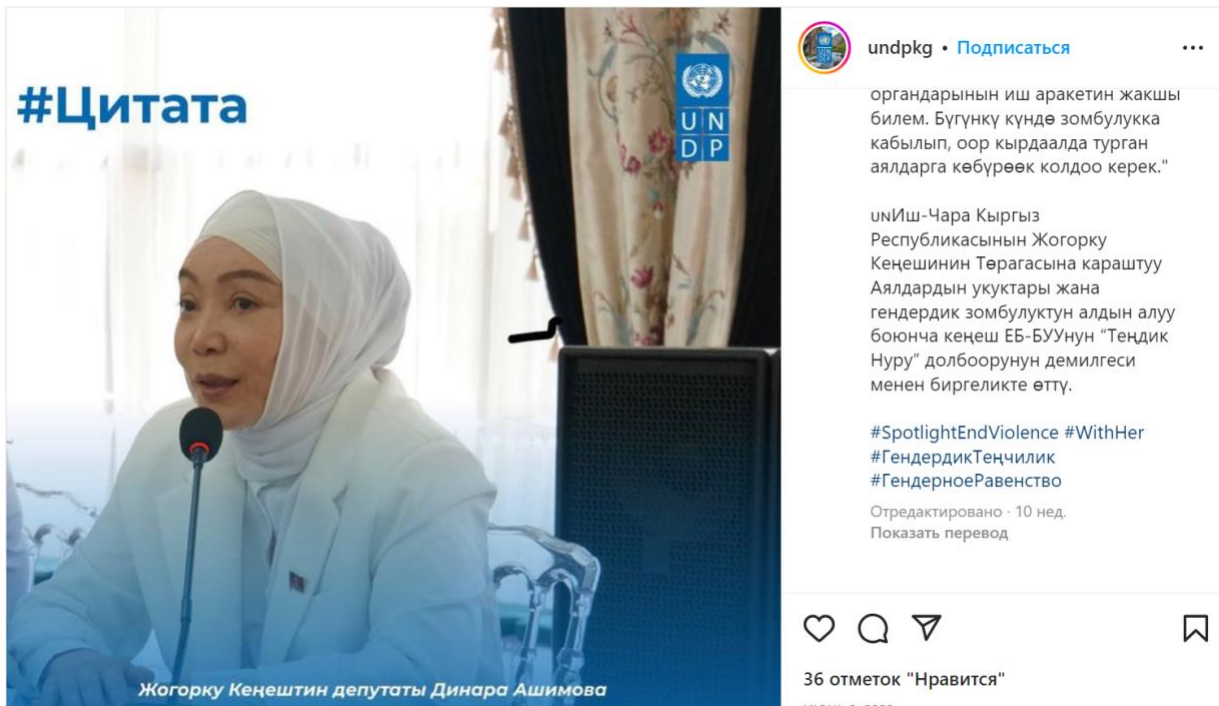 #Цитата
U N
D P
Жогорку Кеңештин депутаты Динара Ашимова
undpkg • Подписаться
органдарынын иш аракетин жакшы
билем. Бүгүнкү күндө зомбулукка
кабылып, оор кырдаалда турган
аялдарга көбүрөөк колдоо керек."
UNИш-Чара Кыргыз
Республикасынын Жогорку
Кеңешинин Төрагасына караштуу
Аялдардын укуктары жана
гендердик зомбулуктун алдын алуу
боюнча кеңеш ЕБ-БУУнун “Теңдик
Нуру” долбоорунун демилгеси
менен биргеликте өттү.
#SpotlightEndViolence #WithHer
#ГендердикТеңчилик
#ГендерноеРавенство
Отредактировано · 10 нед.
Показать перевод
36 отметок "Нравится"